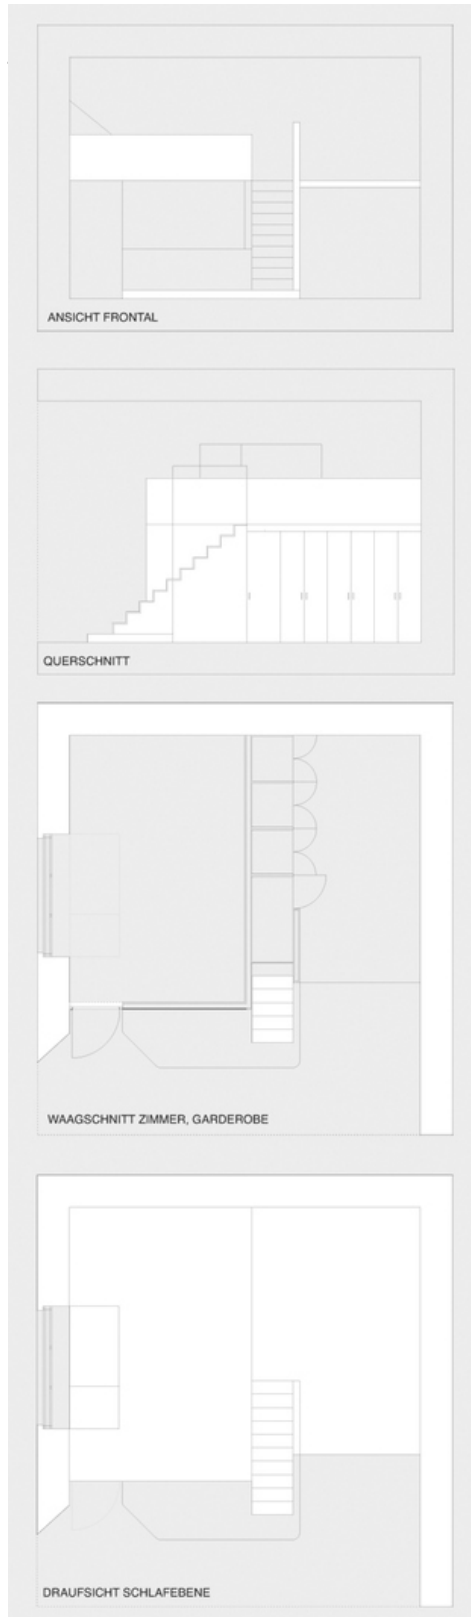 ANSICHT FRONTAL
QUERSCHNITT
WAAGSCHNITT ZIMMER, GARDEROBE
DRAUFSICHT SCHLAFEBENE